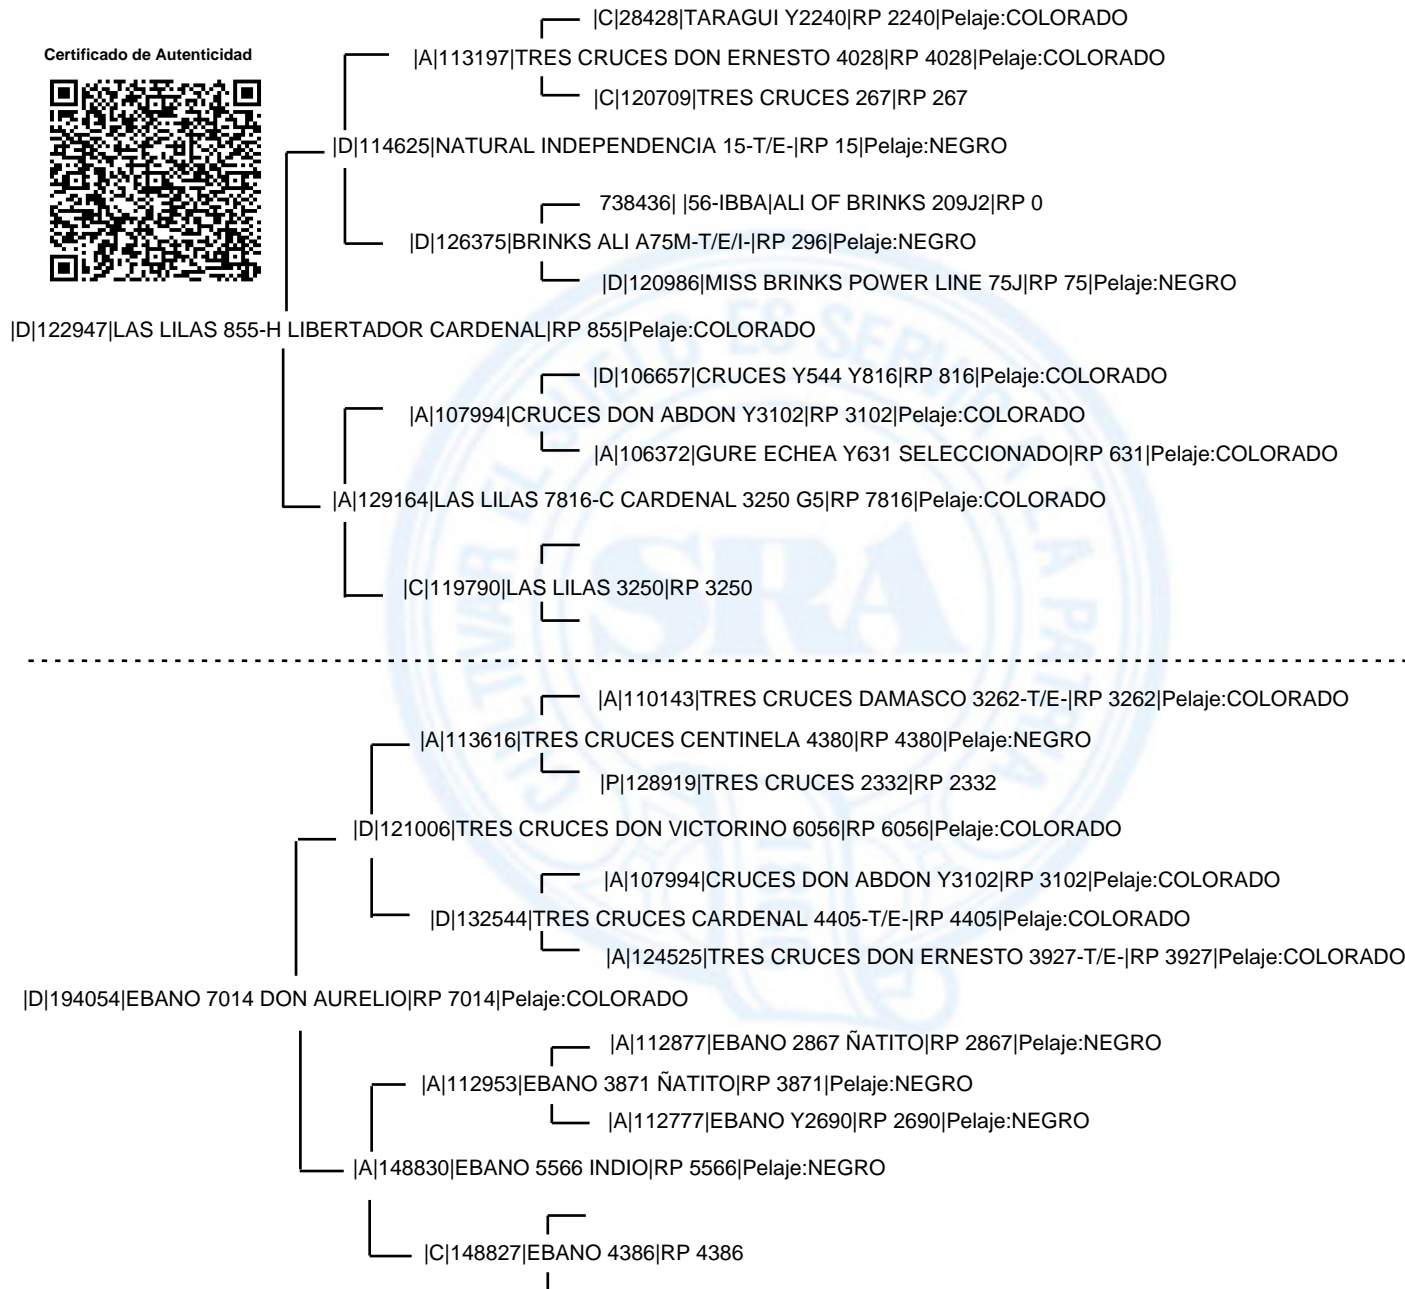 |C|28428|TARAGUI Y2240|RP 2240|Pelaje:COLORADO
Certificado de Autenticidad
|A|113197|TRES CRUCES DON ERNESTO 4028|RP 4028|Pelaje:COLORADO
|C|120709|TRES CRUCES 267|RP 267
|D|114625|NATURAL INDEPENDENCIA 15-T/E-|RP 15|Pelaje:NEGRO
738436| |56-IBBA|ALI OF BRINKS 209J2|RP 0
|D|126375|BRINKS ALI A75M-T/E/I-|RP 296|Pelaje:NEGRO
|D|120986|MISS BRINKS POWER LINE 75J|RP 75|Pelaje:NEGRO
|D|122947|LAS LILAS 855-H LIBERTADOR CARDENAL|RP 855|Pelaje:COLORADO
|D|106657|CRUCES Y544 Y816|RP 816|Pelaje:COLORADO
|A|107994|CRUCES DON ABDON Y3102|RP 3102|Pelaje:COLORADO
|A|106372|GURE ECHEA Y631 SELECCIONADO|RP 631|Pelaje:COLORADO
|A|129164|LAS LILAS 7816-C CARDENAL 3250 G5|RP 7816|Pelaje:COLORADO
|C|119790|LAS LILAS 3250|RP 3250
CULTIVAR EL SUELO ES SERVIR A LA PATRIA
SRA
1866
|A|110143|TRES CRUCES DAMASCO 3262-T/E-|RP 3262|Pelaje:COLORADO
|A|113616|TRES CRUCES CENTINELA 4380|RP 4380|Pelaje:NEGRO
|P|128919|TRES CRUCES 2332|RP 2332
|D|121006|TRES CRUCES DON VICTORINO 6056|RP 6056|Pelaje:COLORADO
|A|107994|CRUCES DON ABDON Y3102|RP 3102|Pelaje:COLORADO
|D|132544|TRES CRUCES CARDENAL 4405-T/E-|RP 4405|Pelaje:COLORADO
|A|124525|TRES CRUCES DON ERNESTO 3927-T/E-|RP 3927|Pelaje:COLORADO
|D|194054|EBANO 7014 DON AURELIO|RP 7014|Pelaje:COLORADO
|A|112877|EBANO 2867 ÑATITO|RP 2867|Pelaje:NEGRO
|A|112953|EBANO 3871 ÑATITO|RP 3871|Pelaje:NEGRO
|A|112777|EBANO Y2690|RP 2690|Pelaje:NEGRO
|A|148830|EBANO 5566 INDIO|RP 5566|Pelaje:NEGRO
|C|148827|EBANO 4386|RP 4386